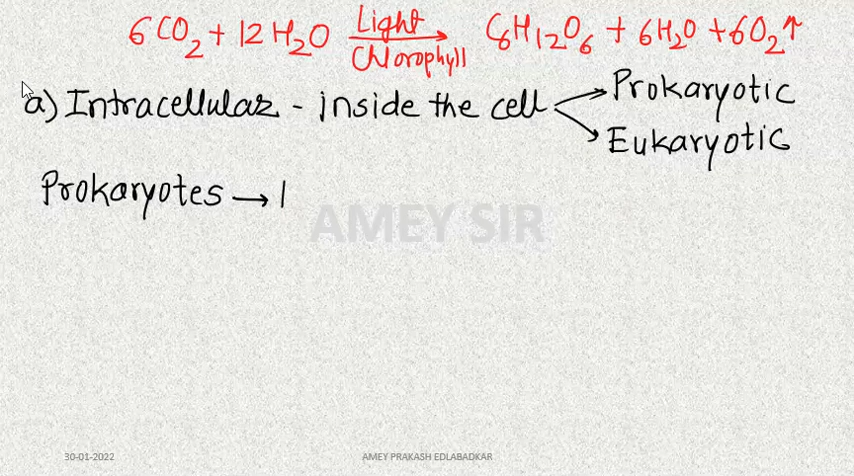 6CO2 + 12H2O Light Chlorophyll → C6H12O6 + 6H2O + 6O2↑
a) Intracellular - inside the cell → Prokaryotic
→ Eukaryotic
Prokaryotes →
AMEY SIR
30-01-2022 AMEY PRAKASH EDLABADKAR